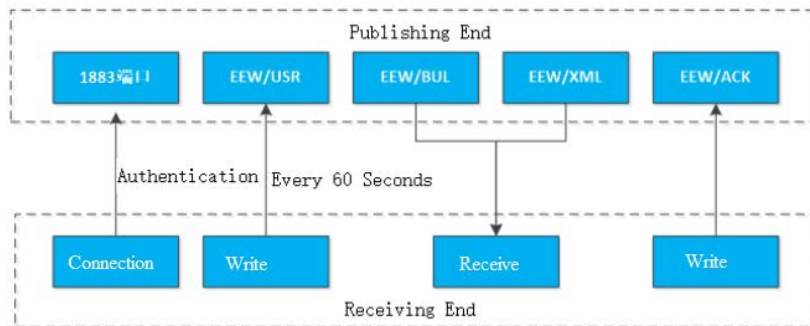 Publishing End
1883端口
EEW/USR
EEW/BUL
EEW/XML
EEW/ACK
Authentication
Every 60 Seconds
Connection
Write
Receive
Write
Receiving End